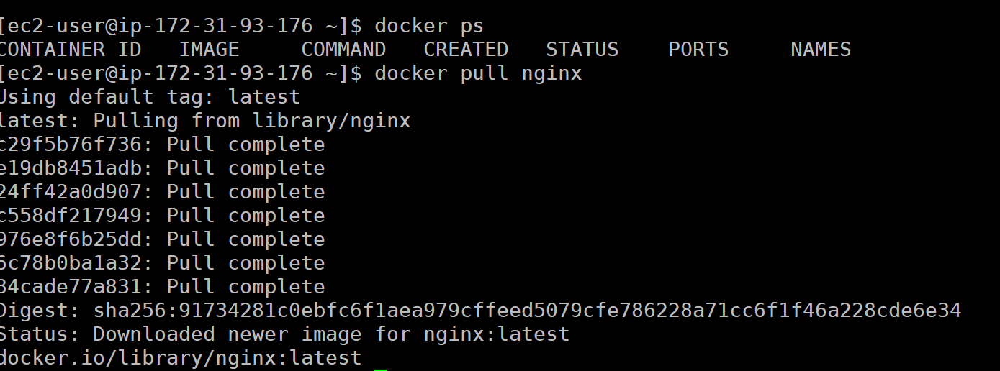 [ec2-user@ip-172-31-93-176 ~]$ docker ps
CONTAINER ID   IMAGE     COMMAND   CREATED   STATUS    PORTS     NAMES
[ec2-user@ip-172-31-93-176 ~]$ docker pull nginx
Using default tag: latest
latest: Pulling from library/nginx
c29f5b76f736: Pull complete
e19db8451adb: Pull complete
24ff42a0d907: Pull complete
c558df217949: Pull complete
976e8f6b25dd: Pull complete
6c78b0ba1a32: Pull complete
84cade77a831: Pull complete
Digest: sha256:91734281c0ebfc6f1aea979cffeed5079cfe786228a71cc6f1f46a228cde6e34
Status: Downloaded newer image for nginx:latest
docker.io/library/nginx:latest